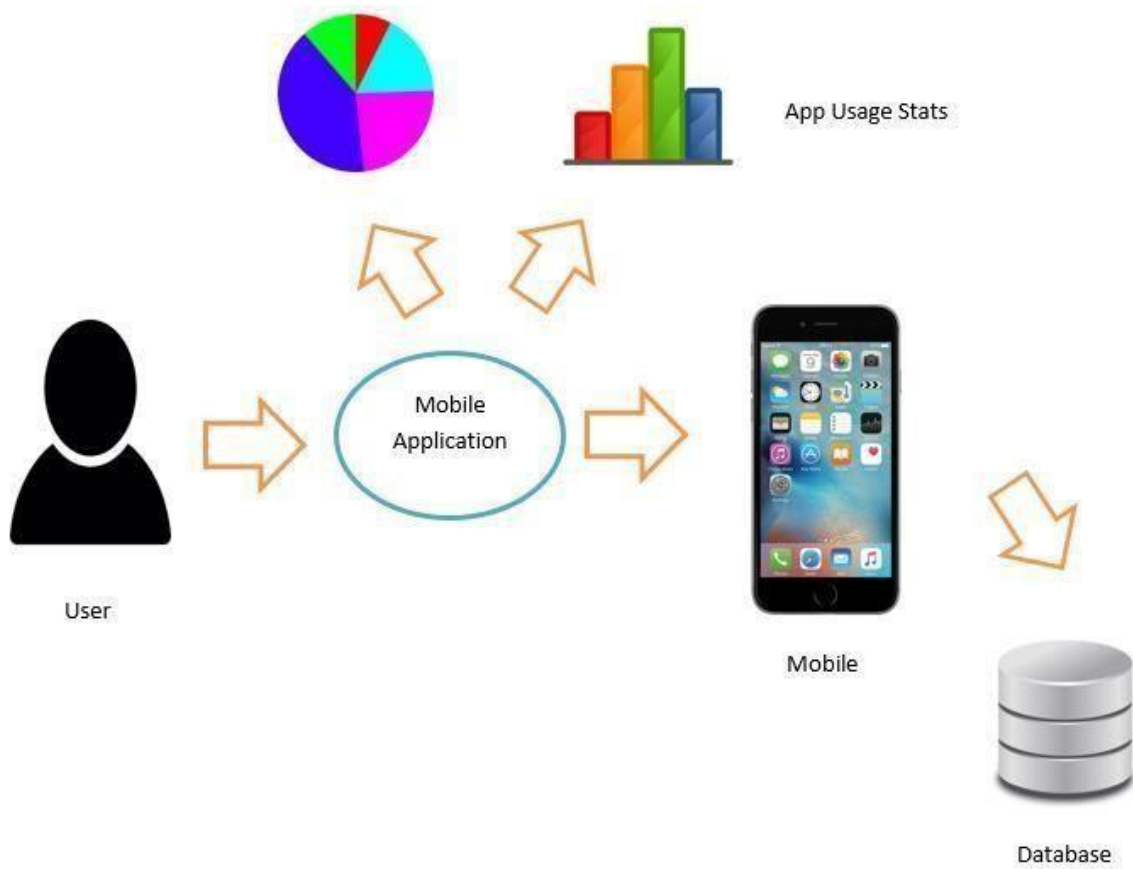 App Usage Stats
Mobile
Application
User
Mobile
Database